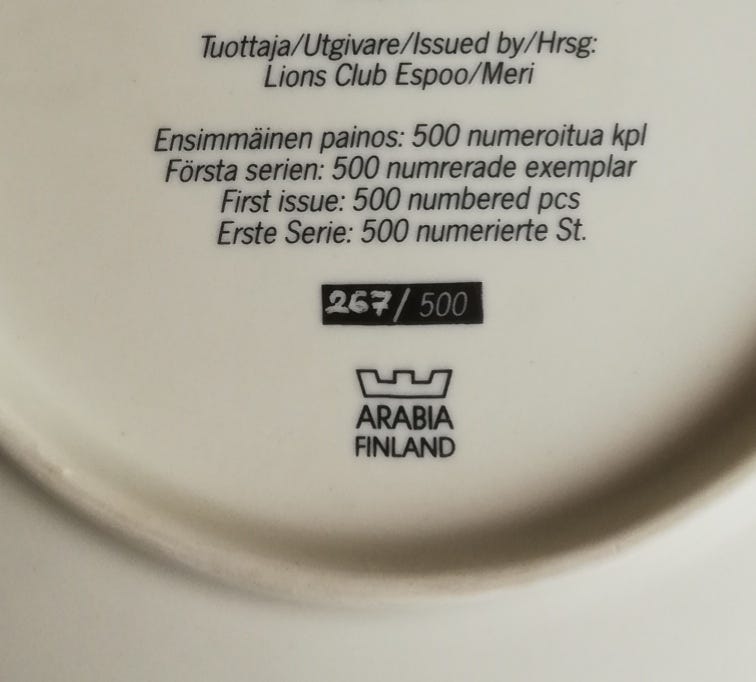 Tuottaja/Utgivare/Issued by/Hrsg:
Lions Club Espoo/Meri
Ensimmäinen painos: 500 numeroitua kpl
Första serien: 500 numrerade exemplar
First issue: 500 numbered pcs
Erste Serie: 500 numerierte St.
267/500
ARABIA
FINLAND